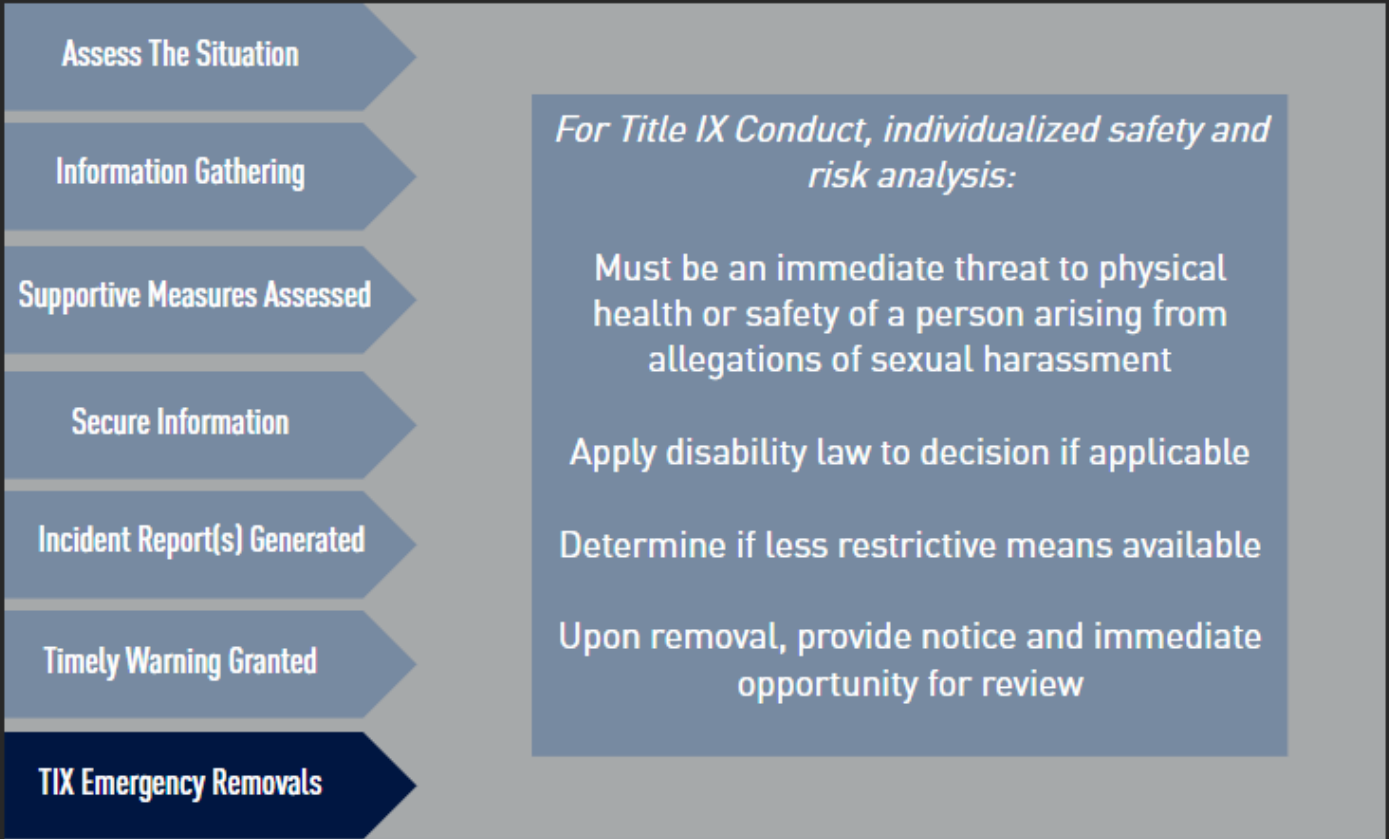 Assess The Situation
Information Gathering
Supportive Measures Assessed
Secure Information
Incident Report(s) Generated
Timely Warning Granted
TIX Emergency Removals
For Title IX Conduct, individualized safety and
risk analysis:
Must be an immediate threat to physical
health or safety of a person arising from
allegations of sexual harassment
Apply disability law to decision if applicable
Determine if less restrictive means available
Upon removal, provide notice and immediate
opportunity for review